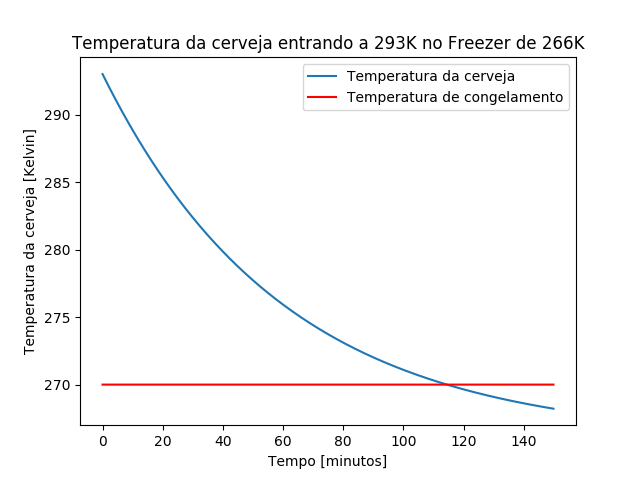 Temperatura da cerveja entrando a 293K no Freezer de 266K
Temperatura da cerveja
Temperatura de congelamento
Temperatura da cerveja [Kelvin]
290
285
280
275
270
0 20 40 60 80 100 120 140
Tempo [minutos]